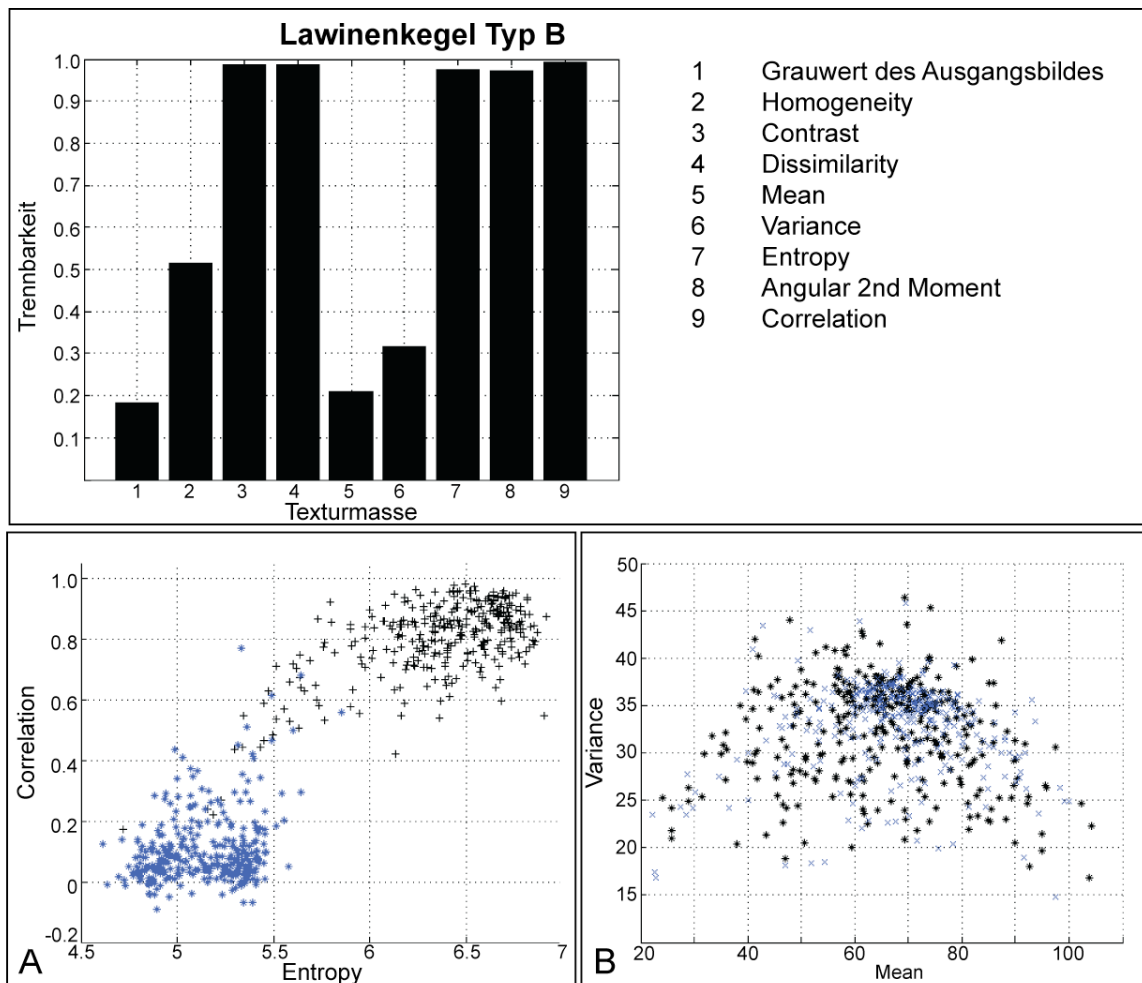 Lawinenkegel Typ B
Trennbarkeit
1.0
0.9
0.8
0.7
0.6
0.5
0.4
0.3
0.2
0.1
1 2 3 4 5 6 7 8 9
Texturmasse
1 Grauwert des Ausgangsbildes
2 Homogeneity
3 Contrast
4 Dissimilarity
5 Mean
6 Variance
7 Entropy
8 Angular 2nd Moment
9 Correlation
Correlation
1.0
0.8
0.6
0.4
0.2
0
-0.2
4.5 5 5.5 6 6.5 7
Entropy
A
Variance
50
45
40
35
30
25
20
15
20 40 60 80 100
Mean
B